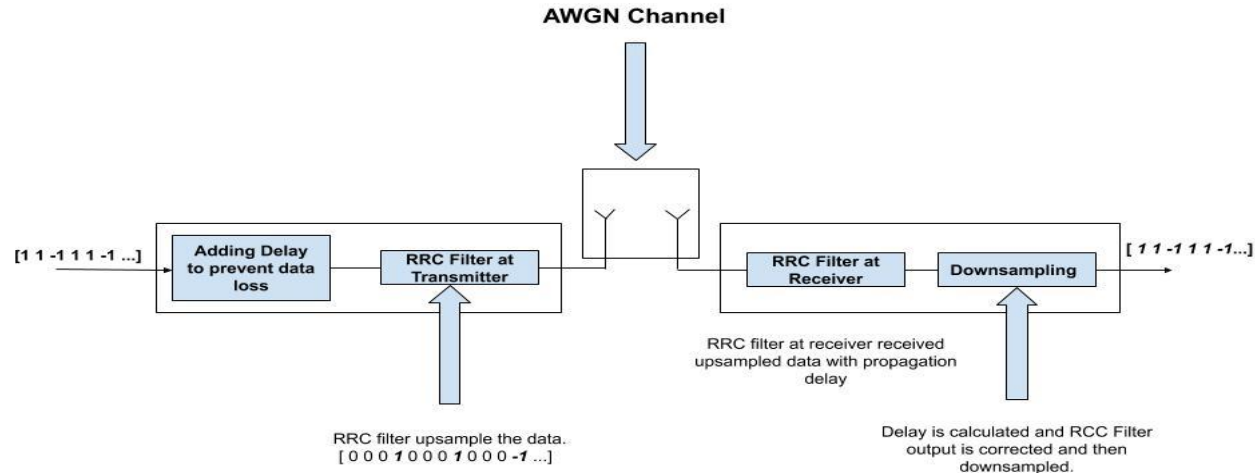 AWGN Channel
[1 1 -1 1 1 -1 ...]
Adding Delay
to prevent data
loss
RRC Filter at
Transmitter
RRC Filter at
Receiver
Downsampling
[ 1 1 -1 1 1 -1...]
RRC filter at receiver received
upsampled data with propagation
delay
RRC filter upsample the data.
[ 0 0 0 1 0 0 0 1 0 0 0 -1 ...]
Delay is calculated and RCC Filter
output is corrected and then
downsampled.